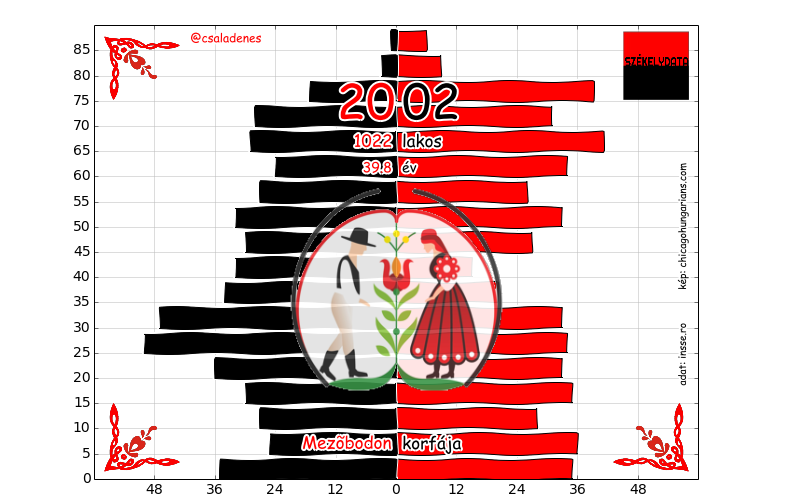 @csaladenes
SZÉKELYDATA
2002
1022 lakos
39.8 év
kép: chicagohungarians.com
adat: insse.ro
Mezõbodon korfája
85
80
75
70
65
60
55
50
45
40
35
30
25
20
15
10
5
0
48 36 24 12 0 12 24 36 48